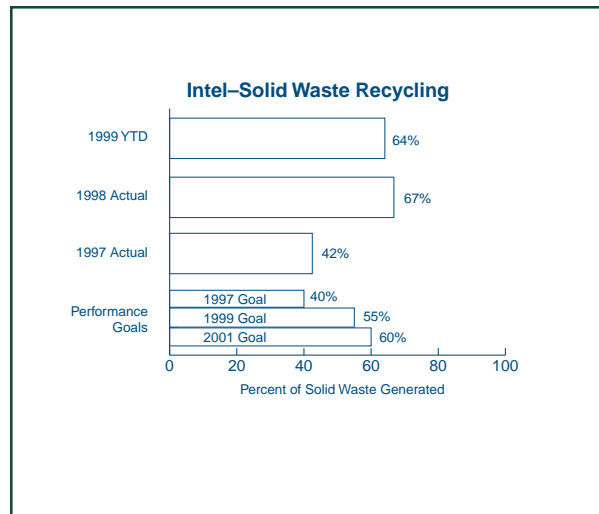 Intel–Solid Waste Recycling
1999 YTD
64%
1998 Actual
67%
1997 Actual
42%
Performance
Goals
1997 Goal
40%
1999 Goal
55%
2001 Goal
60%
0 20 40 60 80 100
Percent of Solid Waste Generated